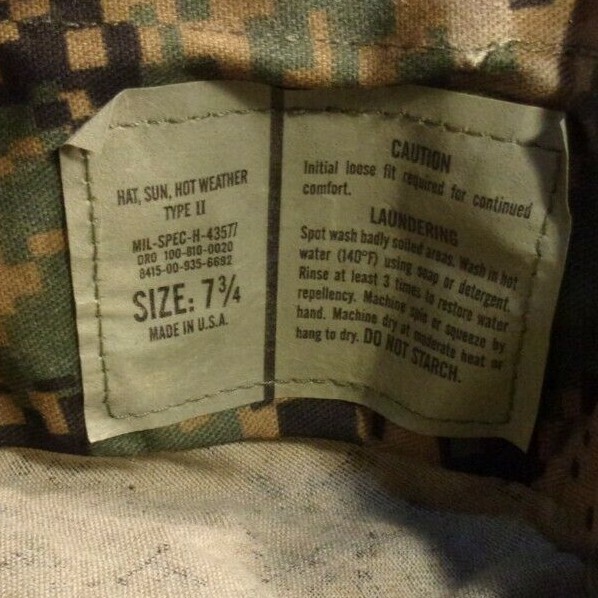 HAT, SUN, HOT WEATHER
TYPE II
MIL-SPEC-H-43577
DRO 100-810-0020
8415-00-935-6692
SIZE: 7 3/4
MADE IN U.S.A.
CAUTION
Initial loose fit required for continued
comfort.
LAUNDERING
Spot wash badly soiled areas. Wash in hot
water (140°F) using soap or detergent.
Rinse at least 3 times to restore water
repellency. Machine spin or squeeze by
hand. Machine dry at moderate heat or
hang to dry. DO NOT STARCH.